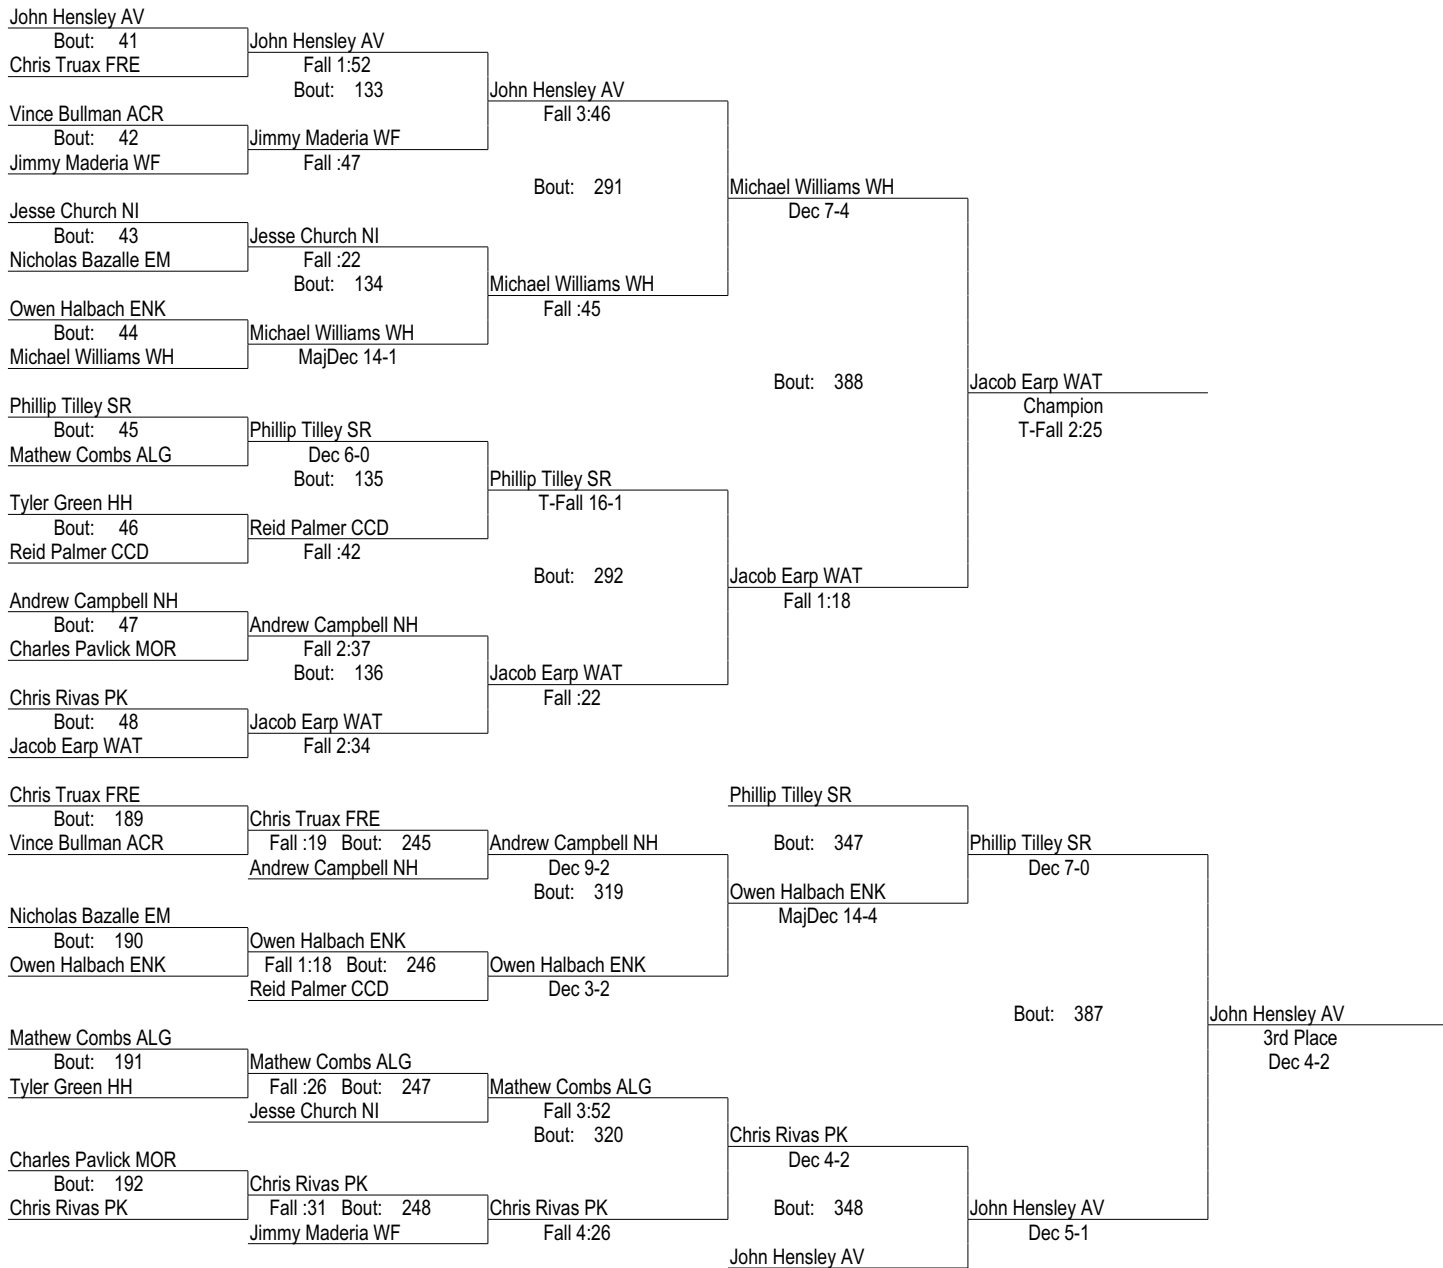 John Hensley AV
Bout: 41
John Hensley AV
Chris Truax FRE
Fall 1:52
Bout: 133
John Hensley AV
Vince Bullman ACR
Fall 3:46
Bout: 42
Jimmy Maderia WF
Jimmy Maderia WF
Fall :47
Bout: 291
Michael Williams WH
Jesse Church NI
Dec 7-4
Bout: 43
Jesse Church NI
Nicholas Bazalle EM
Fall :22
Bout: 134
Michael Williams WH
Owen Halbach ENK
Fall :45
Bout: 44
Michael Williams WH
Michael Williams WH
MajDec 14-1
Bout: 388
Jacob Earp WAT
Phillip Tilley SR
Champion
Bout: 45
Phillip Tilley SR
T-Fall 2:25
Mathew Combs ALG
Dec 6-0
Bout: 135
Phillip Tilley SR
Tyler Green HH
T-Fall 16-1
Bout: 46
Reid Palmer CCD
Reid Palmer CCD
Fall :42
Bout: 292
Jacob Earp WAT
Andrew Campbell NH
Fall 1:18
Bout: 47
Andrew Campbell NH
Charles Pavlick MOR
Fall 2:37
Bout: 136
Jacob Earp WAT
Chris Rivas PK
Fall :22
Bout: 48
Jacob Earp WAT
Jacob Earp WAT
Fall 2:34
Chris Truax FRE
Phillip Tilley SR
Bout: 189
Chris Truax FRE
Vince Bullman ACR
Fall :19 Bout: 245
Andrew Campbell NH
Bout: 347
Phillip Tilley SR
Andrew Campbell NH
Dec 9-2
Dec 7-0
Bout: 319
Owen Halbach ENK
Nicholas Bazalle EM
MajDec 14-4
Bout: 190
Owen Halbach ENK
Owen Halbach ENK
Fall 1:18 Bout: 246
Owen Halbach ENK
Reid Palmer CCD
Dec 3-2
Bout: 387
John Hensley AV
Mathew Combs ALG
3rd Place
Bout: 191
Mathew Combs ALG
Dec 4-2
Tyler Green HH
Fall :26 Bout: 247
Mathew Combs ALG
Jesse Church NI
Fall 3:52
Bout: 320
Chris Rivas PK
Charles Pavlick MOR
Dec 4-2
Bout: 192
Chris Rivas PK
Chris Rivas PK
Fall :31 Bout: 248
Chris Rivas PK
Bout: 348
John Hensley AV
Jimmy Maderia WF
Fall 4:26
Dec 5-1
John Hensley AV